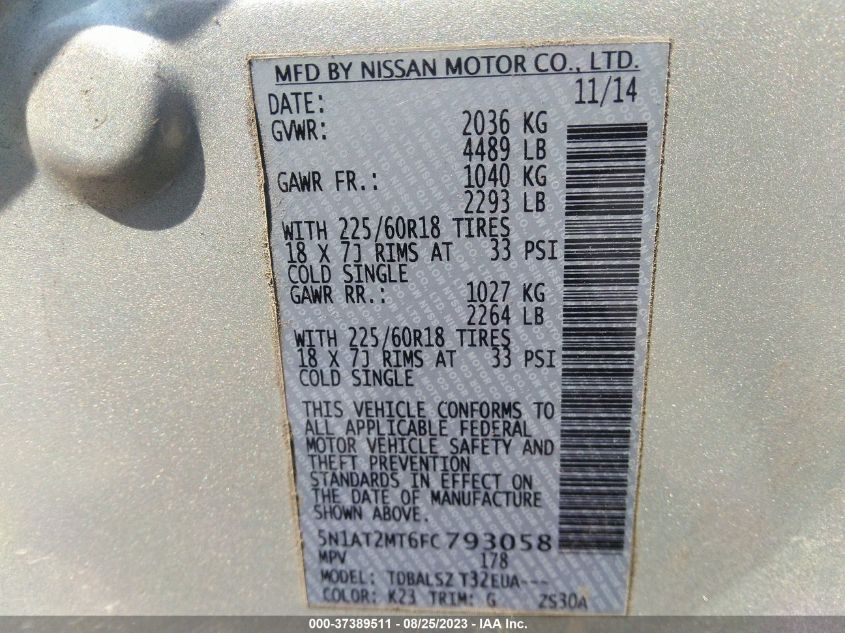 MFD BY NISSAN MOTOR CO., LTD.
DATE: 11/14
GVWR: 2036 KG
4489 LB
GAWR FR.: 1040 KG
2293 LB
WITH 225/60R18 TIRES
18 X 7J RIMS AT 33 PSI
COLD SINGLE
GAWR RR.: 1027 KG
2264 LB
WITH 225/60R18 TIRES
18 X 7J RIMS AT 33 PSI
COLD SINGLE
THIS VEHICLE CONFORMS TO
ALL APPLICABLE FEDERAL
MOTOR VEHICLE SAFETY AND
THEFT PREVENTION
STANDARDS IN EFFECT ON
THE DATE OF MANUFACTURE
SHOWN ABOVE.
5N1AT2MT6FC793058
MPV 178
MODEL: TDBALSZ T32EUA---
COLOR: K23 TRIM: G ZS30A
000-37389511 - 08/25/2023 - IAA Inc.